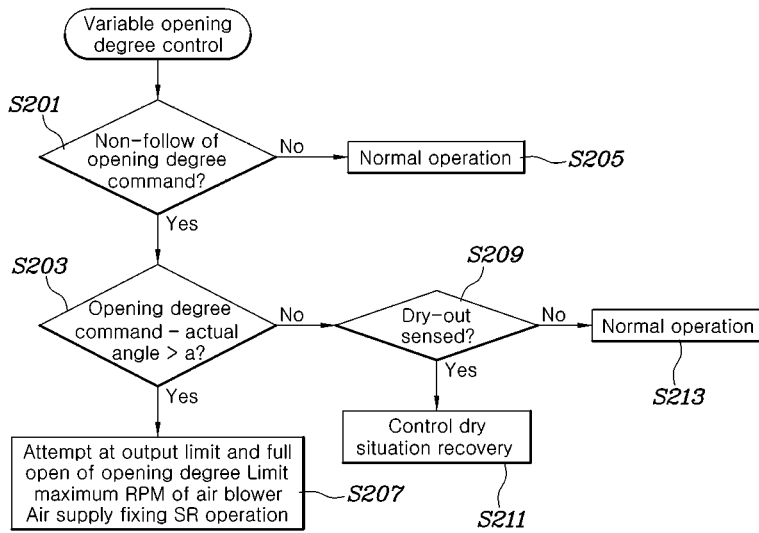 Variable opening
degree control
S201
Non-follow of
opening degree
command?
No
Normal operation
S205
Yes
S203
Opening degree
command - actual
angle > a?
No
S209
Dry-out
sensed?
No
Normal operation
S213
Yes
Yes
Attempt at output limit and full
open of opening degree Limit
maximum RPM of air blower
Air supply fixing SR operation
S207
Control dry
situation recovery
S211